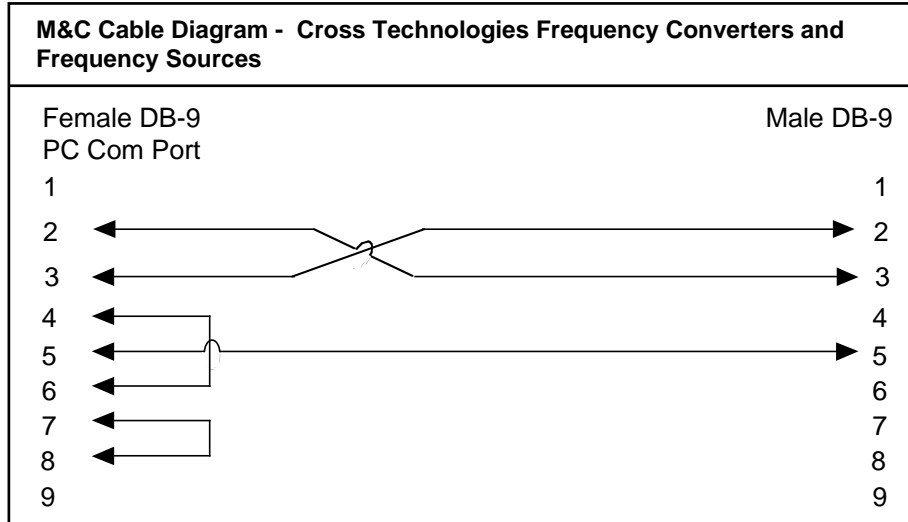 M&C Cable Diagram - Cross Technologies Frequency Converters and
Frequency Sources
Female DB-9 Male DB-9
PC Com Port
1 1
2 2
3 3
4 4
5 5
6 6
7 7
8 8
9 9